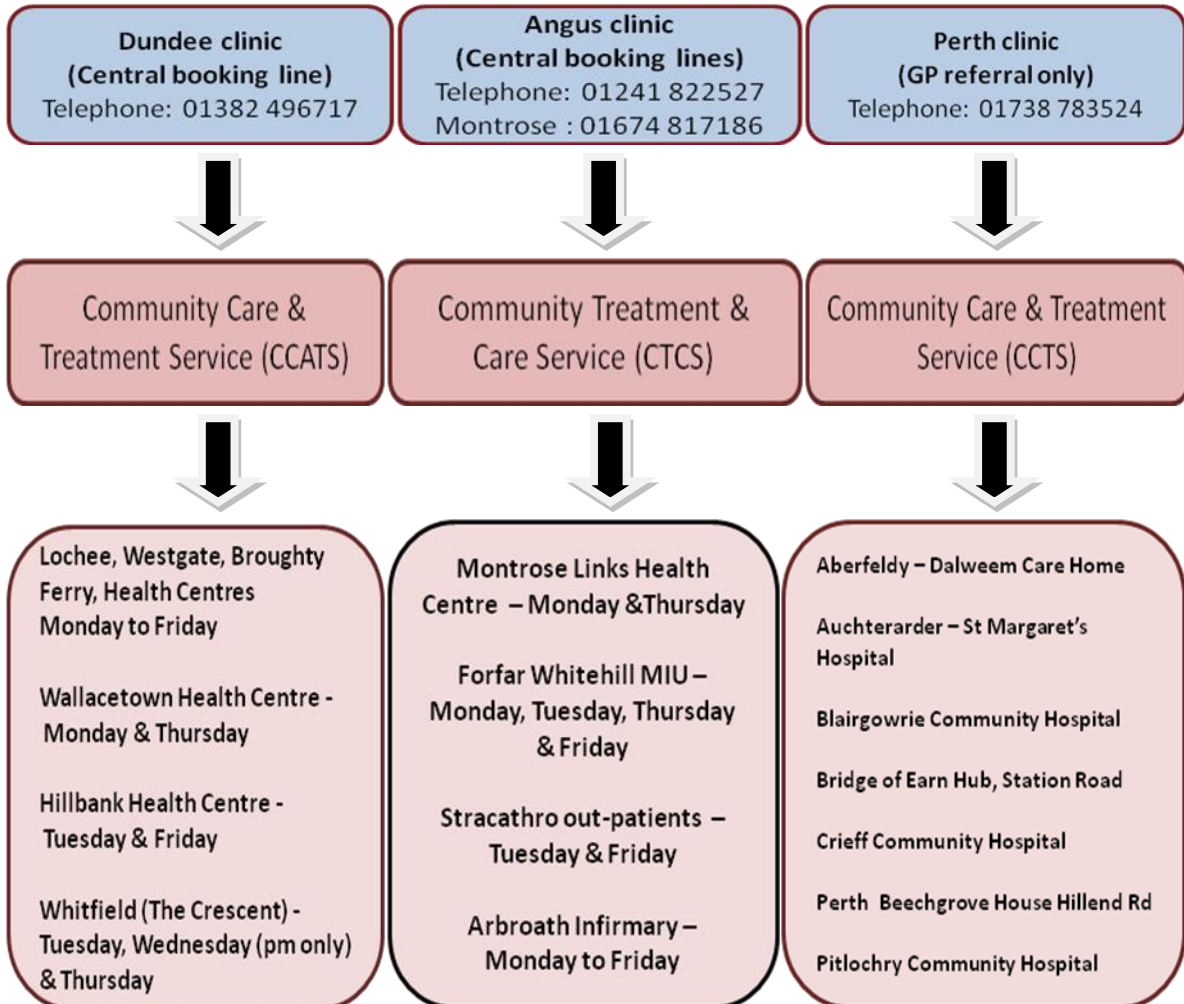 Dundee clinic
(Central booking line)
Telephone: 01382 496717
Angus clinic
(Central booking lines)
Telephone: 01241 822527
Montrose : 01674 817186
Perth clinic
(GP referral only)
Telephone: 01738 783524
Community Care &
Treatment Service (CCATS)
Community Treatment &
Care Service (CTCS)
Community Care & Treatment
Service (CCTS)
Lochee, Westgate, Broughty
Ferry, Health Centres
Monday to Friday
Wallacetown Health Centre -
Monday & Thursday
Hillbank Health Centre -
Tuesday & Friday
Whitfield (The Crescent) -
Tuesday, Wednesday (pm only)
& Thursday
Montrose Links Health
Centre – Monday &Thursday
Forfar Whitehill MIU –
Monday, Tuesday, Thursday
& Friday
Stracathro out-patients –
Tuesday & Friday
Arbroath Infirmary –
Monday to Friday
Aberfeldy – Dalweem Care Home
Auchterarder – St Margaret's
Hospital
Blairgowrie Community Hospital
Bridge of Earn Hub, Station Road
Crieff Community Hospital
Perth Beechgrove House Hillend Rd
Pitlochry Community Hospital